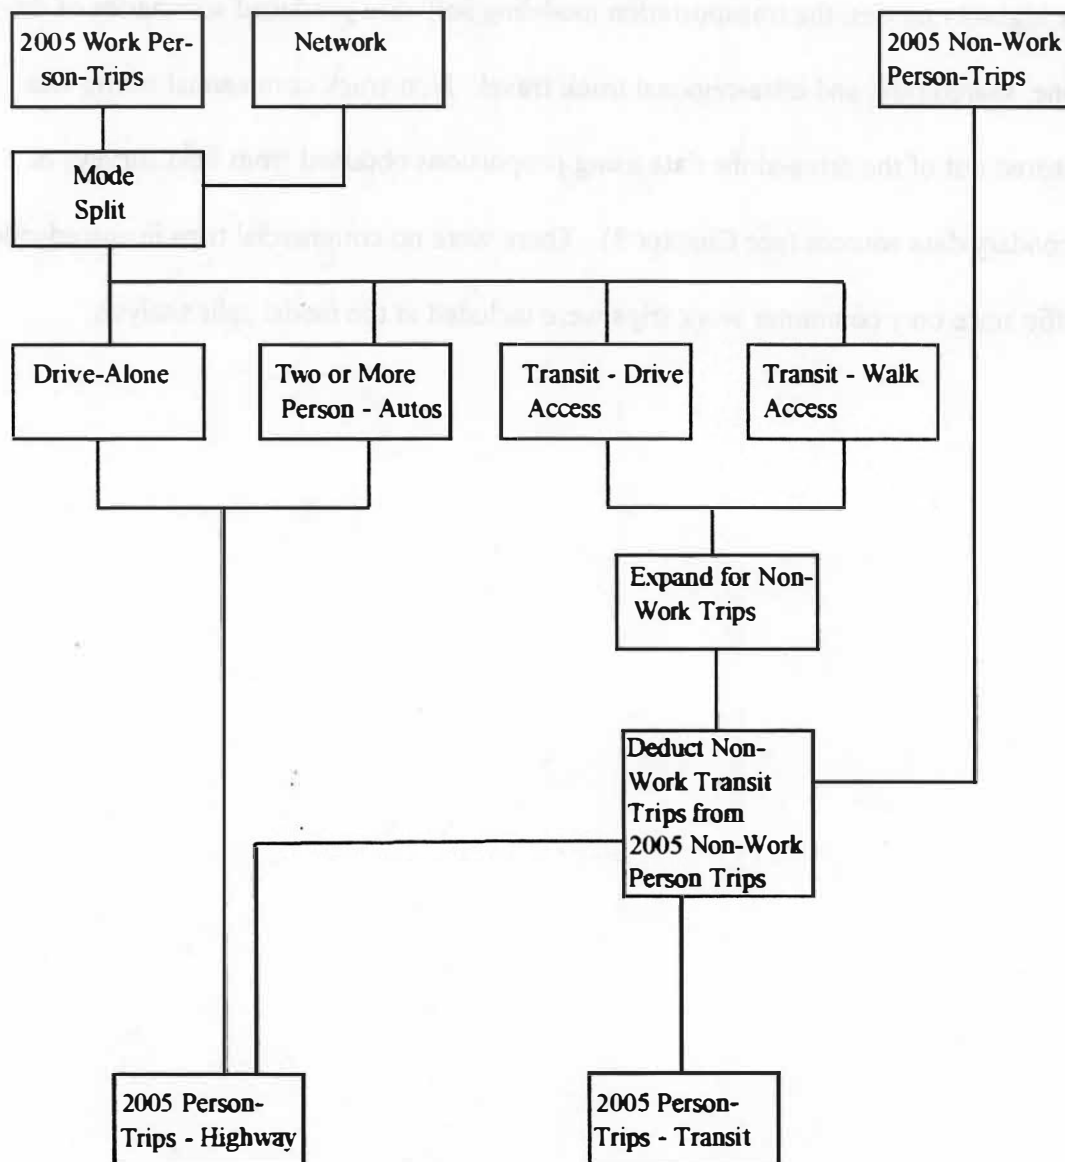 2005 Work Per-
son-Trips
Network
2005 Non-Work
Person-Trips
Mode
Split
Drive-Alone
Two or More
Person - Autos
Transit - Drive
Access
Transit - Walk
Access
Expand for Non-
Work Trips
Deduct Non-
Work Transit
Trips from
2005 Non-Work
Person Trips
2005 Person-
Trips - Highway
2005 Person-
Trips - Transit